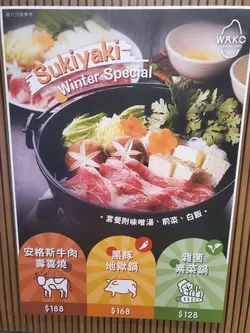 圖片只供參考
WAKO
Sukiyaki
Winter Special
套餐附味噌湯、前菜、白飯
安格斯牛肉
壽喜燒
$188
黑豚
地獄鍋
$168
雜菌
素菜鍋
$128